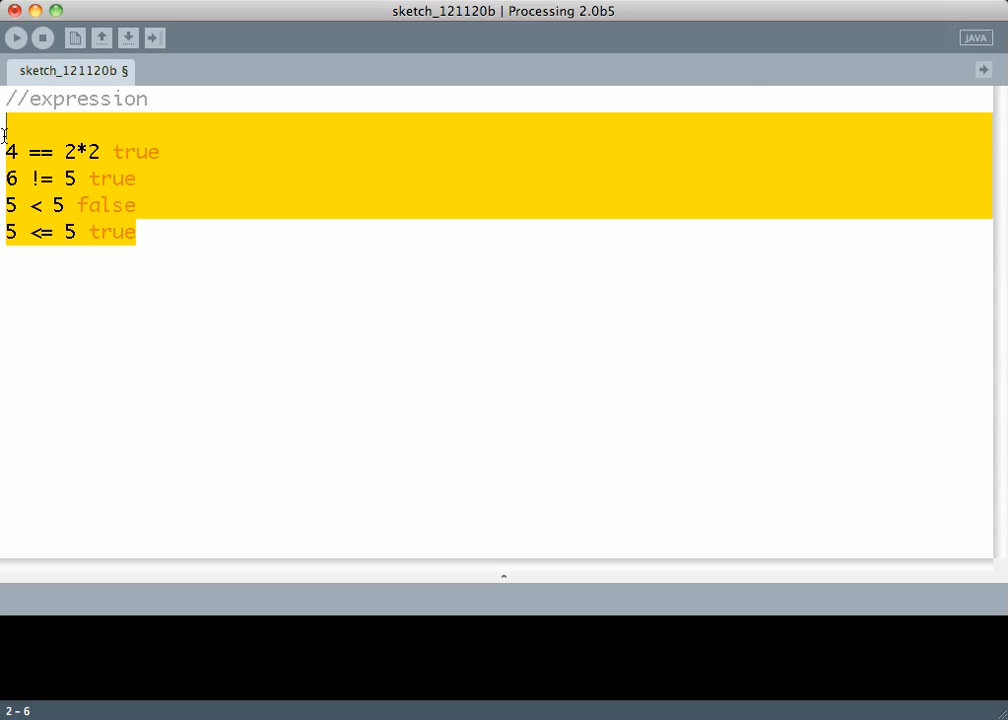 sketch_121120b | Processing 2.0b5
JAVA
sketch_121120b §
//expression
4 == 2*2 true
6 != 5 true
5 < 5 false
5 <= 5 true
2 - 6